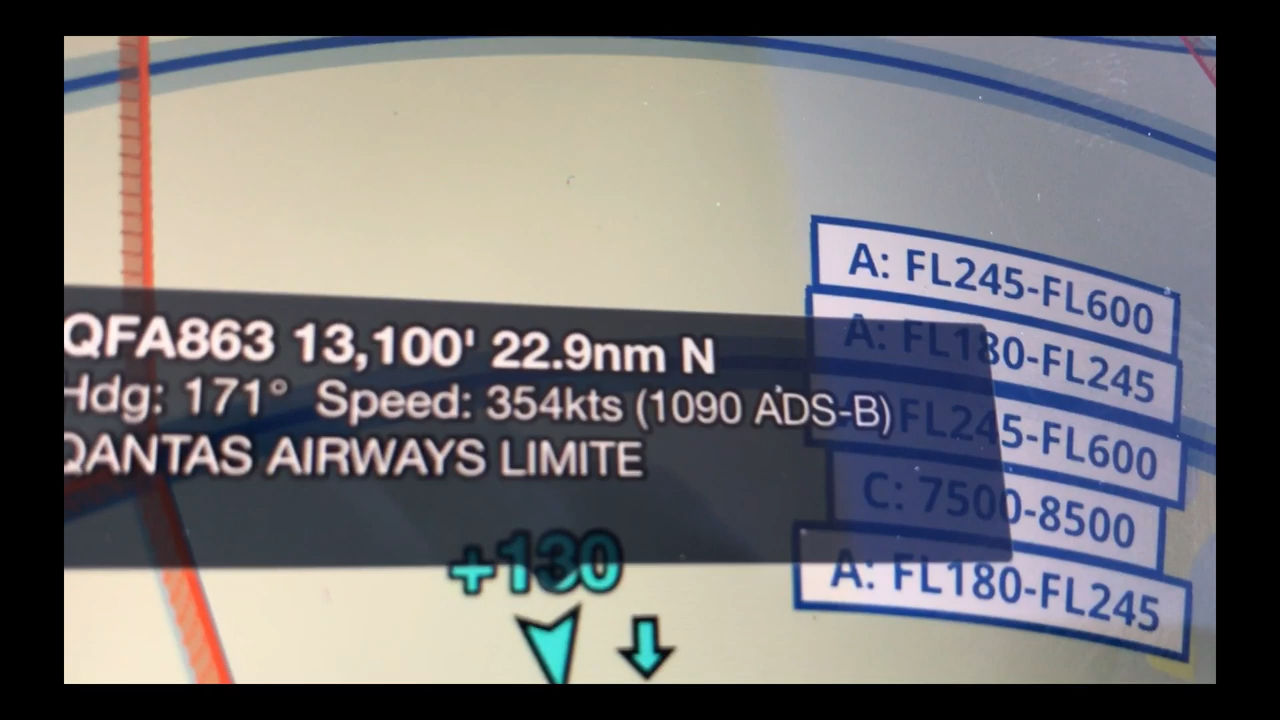 A: FL245-FL600
QFA863 13,100' 22.9nm N
A: FL180-FL245
Hdg: 171° Speed: 354kts (1090 ADS-B)
FL245-FL600
QANTAS AIRWAYS LIMITE
C: 7500-8500
+130
A: FL180-FL245